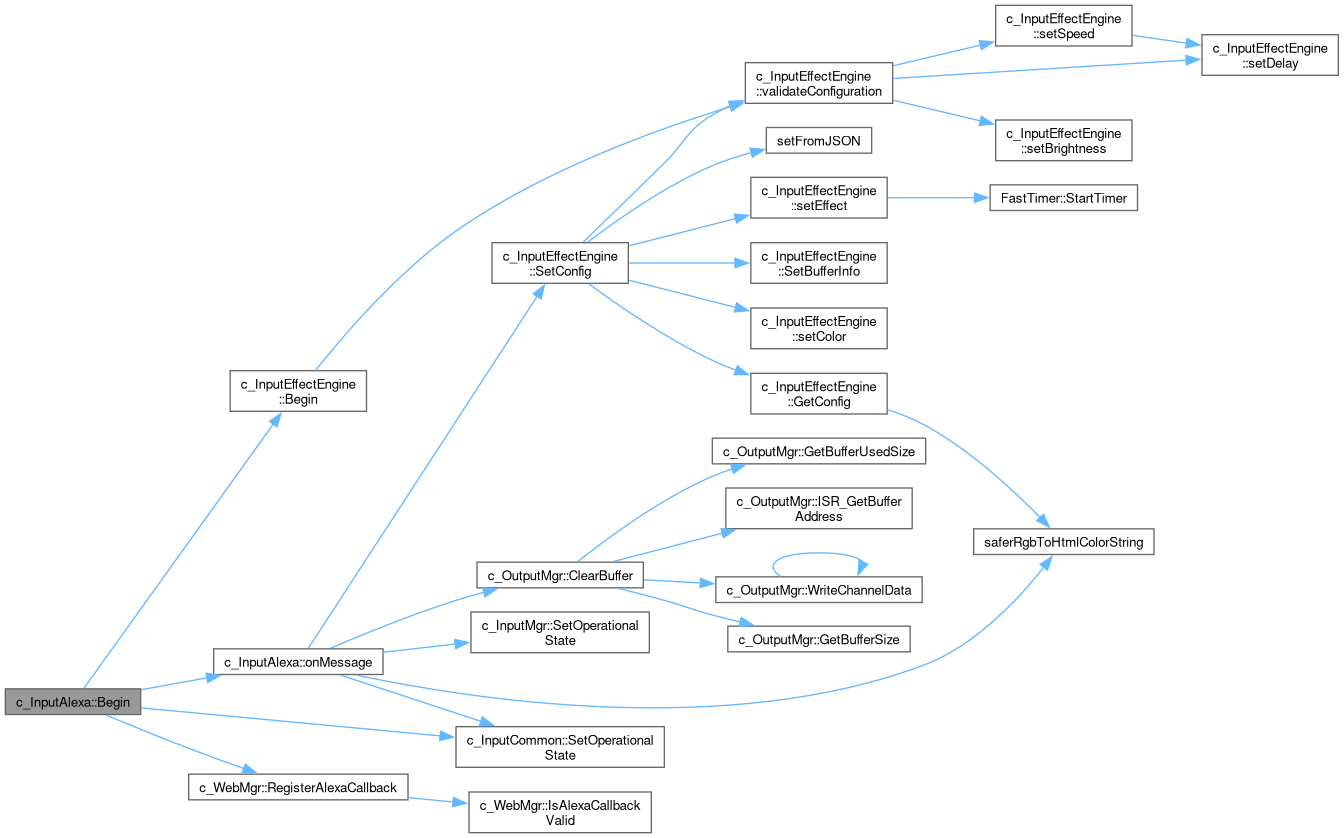 c_InputEffectEngine
::setSpeed
c_InputEffectEngine
::setDelay
c_InputEffectEngine
::validateConfiguration
c_InputEffectEngine
::setBrightness
setFromJSON
c_InputEffectEngine
::setEffect
FastTimer::StartTimer
c_InputEffectEngine
::SetConfig
c_InputEffectEngine
::SetBufferInfo
c_InputEffectEngine
::setColor
c_InputEffectEngine
::Begin
c_InputEffectEngine
::GetConfig
c_OutputMgr::GetBufferUsedSize
c_OutputMgr::ISR_GetBuffer
Address
saferRgbToHtmlColorString
c_OutputMgr::ClearBuffer
c_OutputMgr::WriteChannelData
c_InputMgr::SetOperational
State
c_OutputMgr::GetBufferSize
c_InputAlexa::onMessage
c_InputAlexa::Begin
c_InputCommon::SetOperational
State
c_WebMgr::RegisterAlexaCallback
c_WebMgr::IsAlexaCallback
Valid